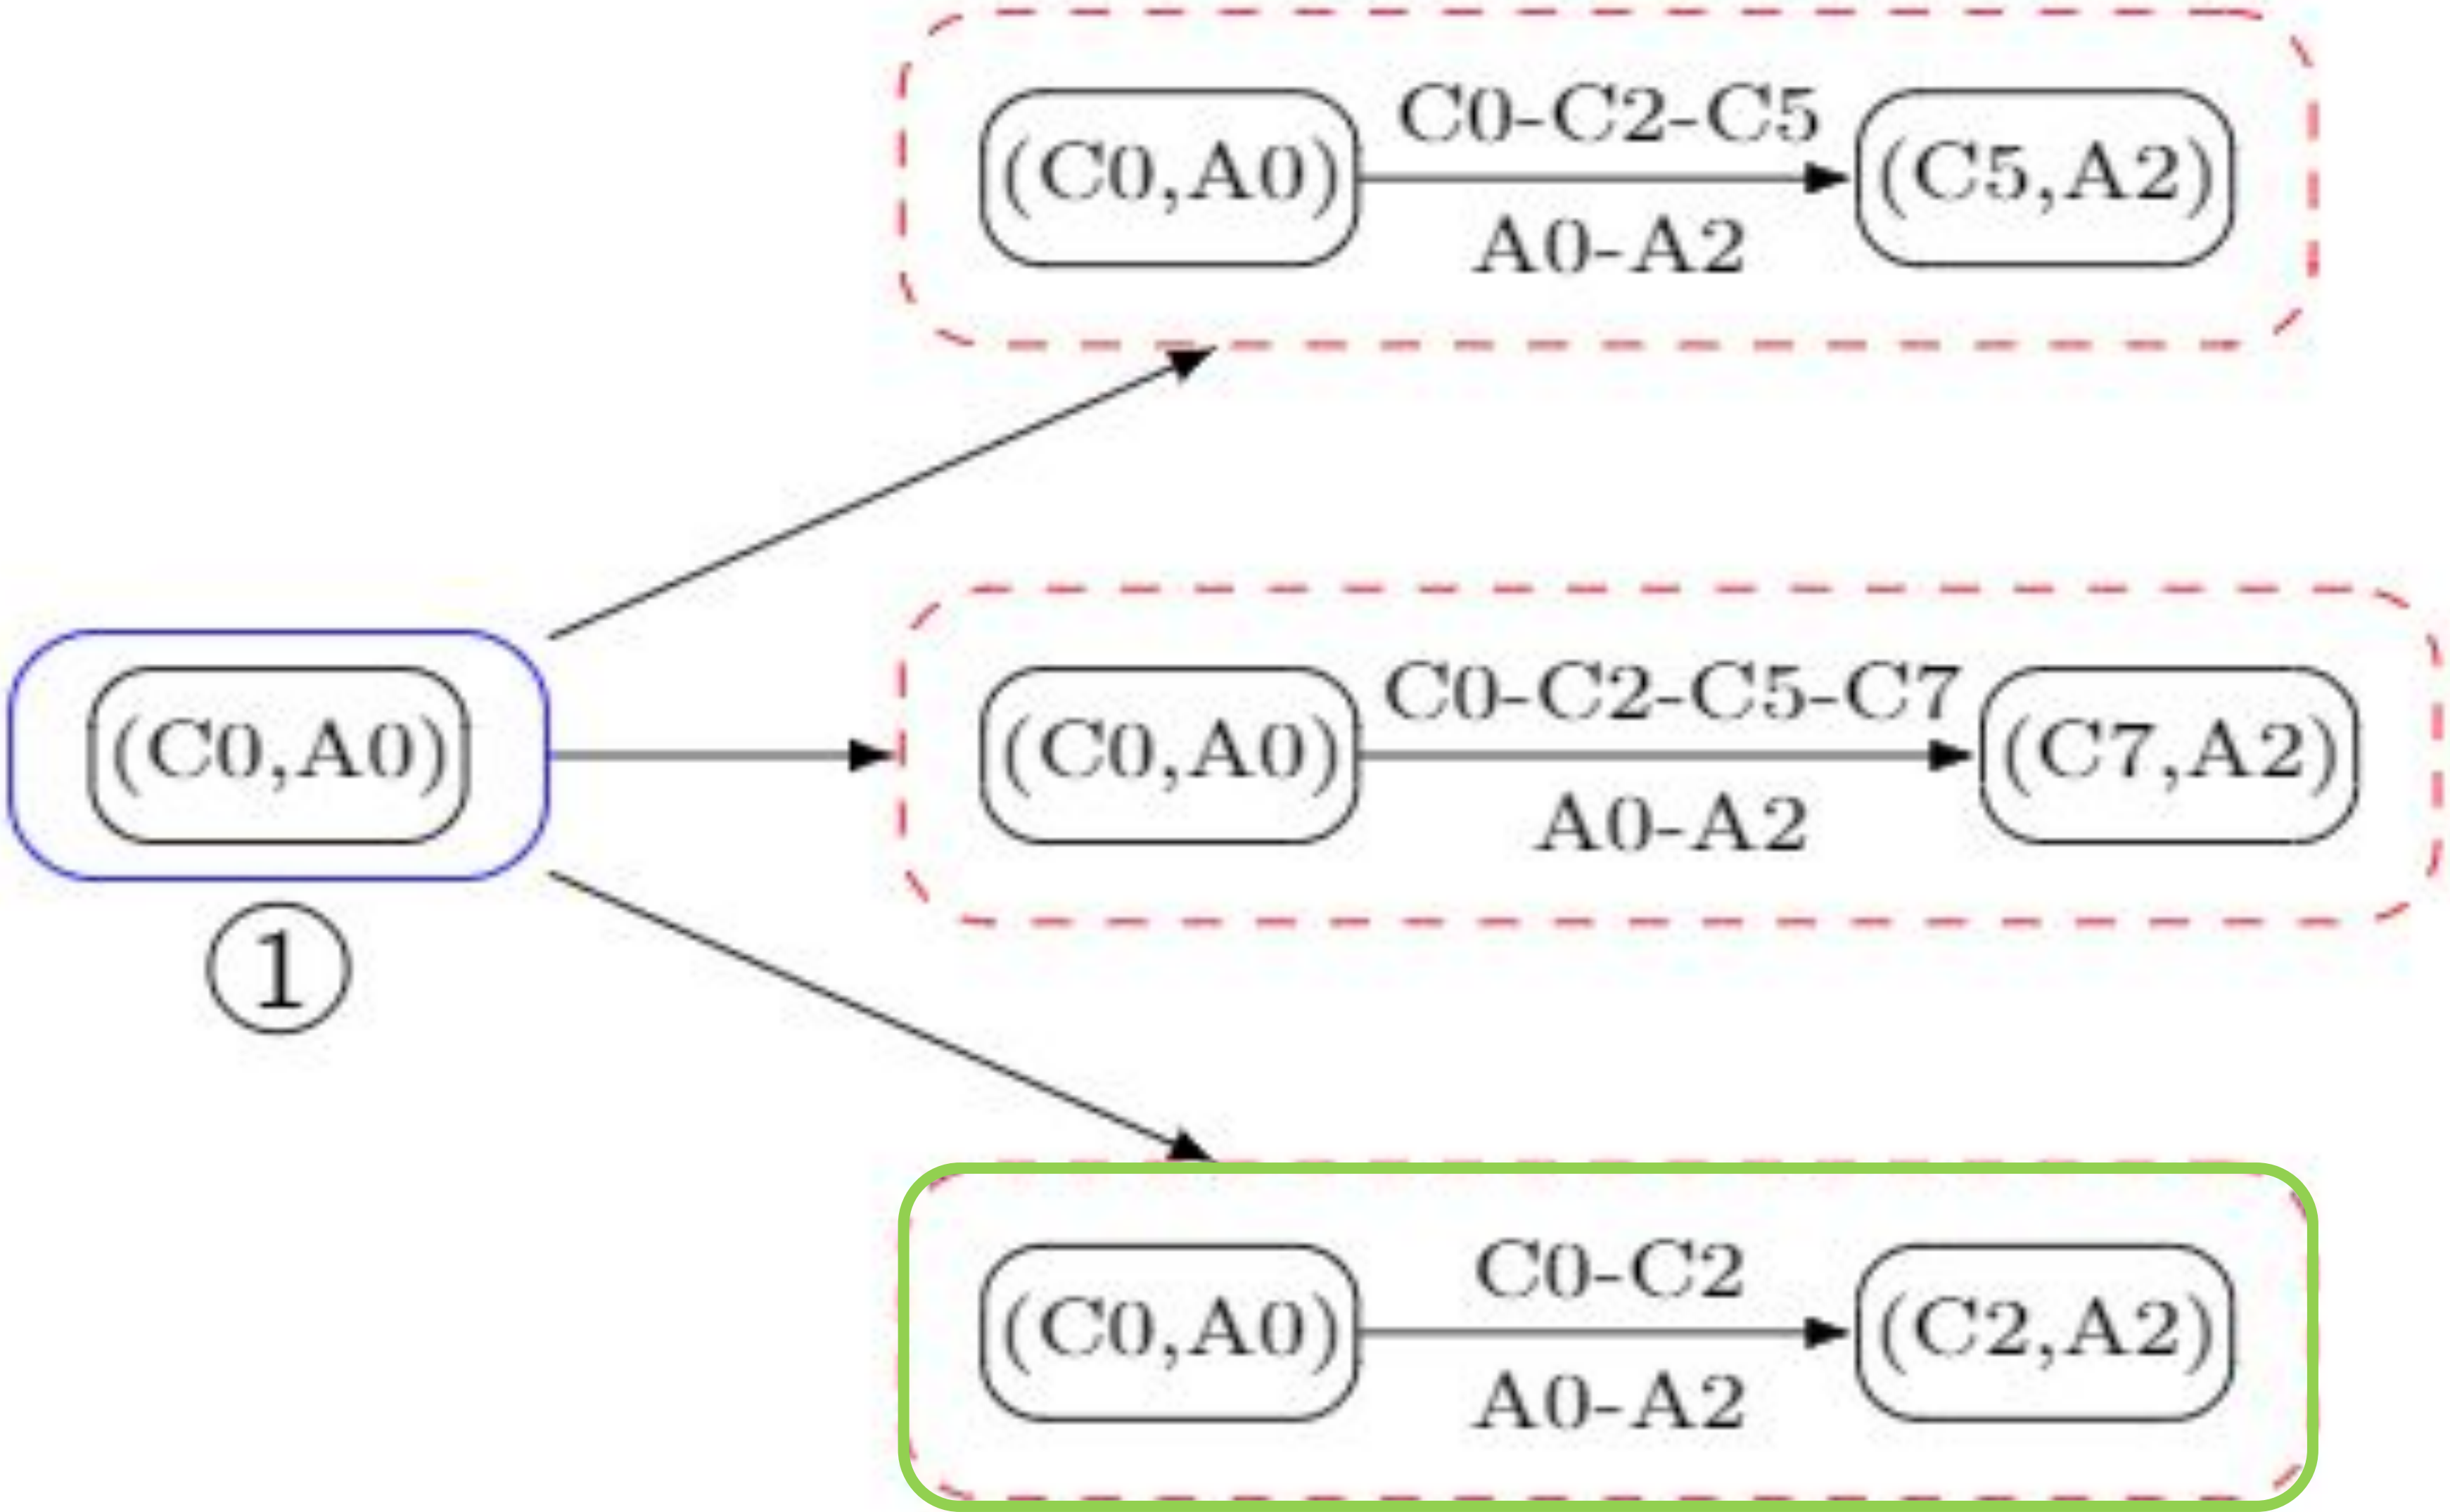 C0-C2-C5
(C0,A0)
(C5,A2)
A0-A2
C0-C2-C5-C7
(C0,A0)
(C0,A0)
(C7,A2)
A0-A2
1
C0-C2
(C0,A0)
(C2,A2)
A0-A2